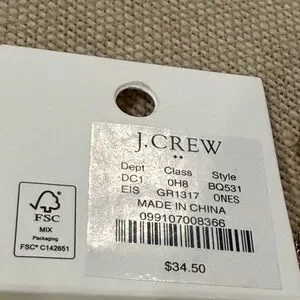 J.CREW
Dept Class Style
DC1 0H8 BQ531
EIS GR1317 0NES
MADE IN CHINA
099107008366
$34.50
FSC
MIX
Packaging
FSC® C142651